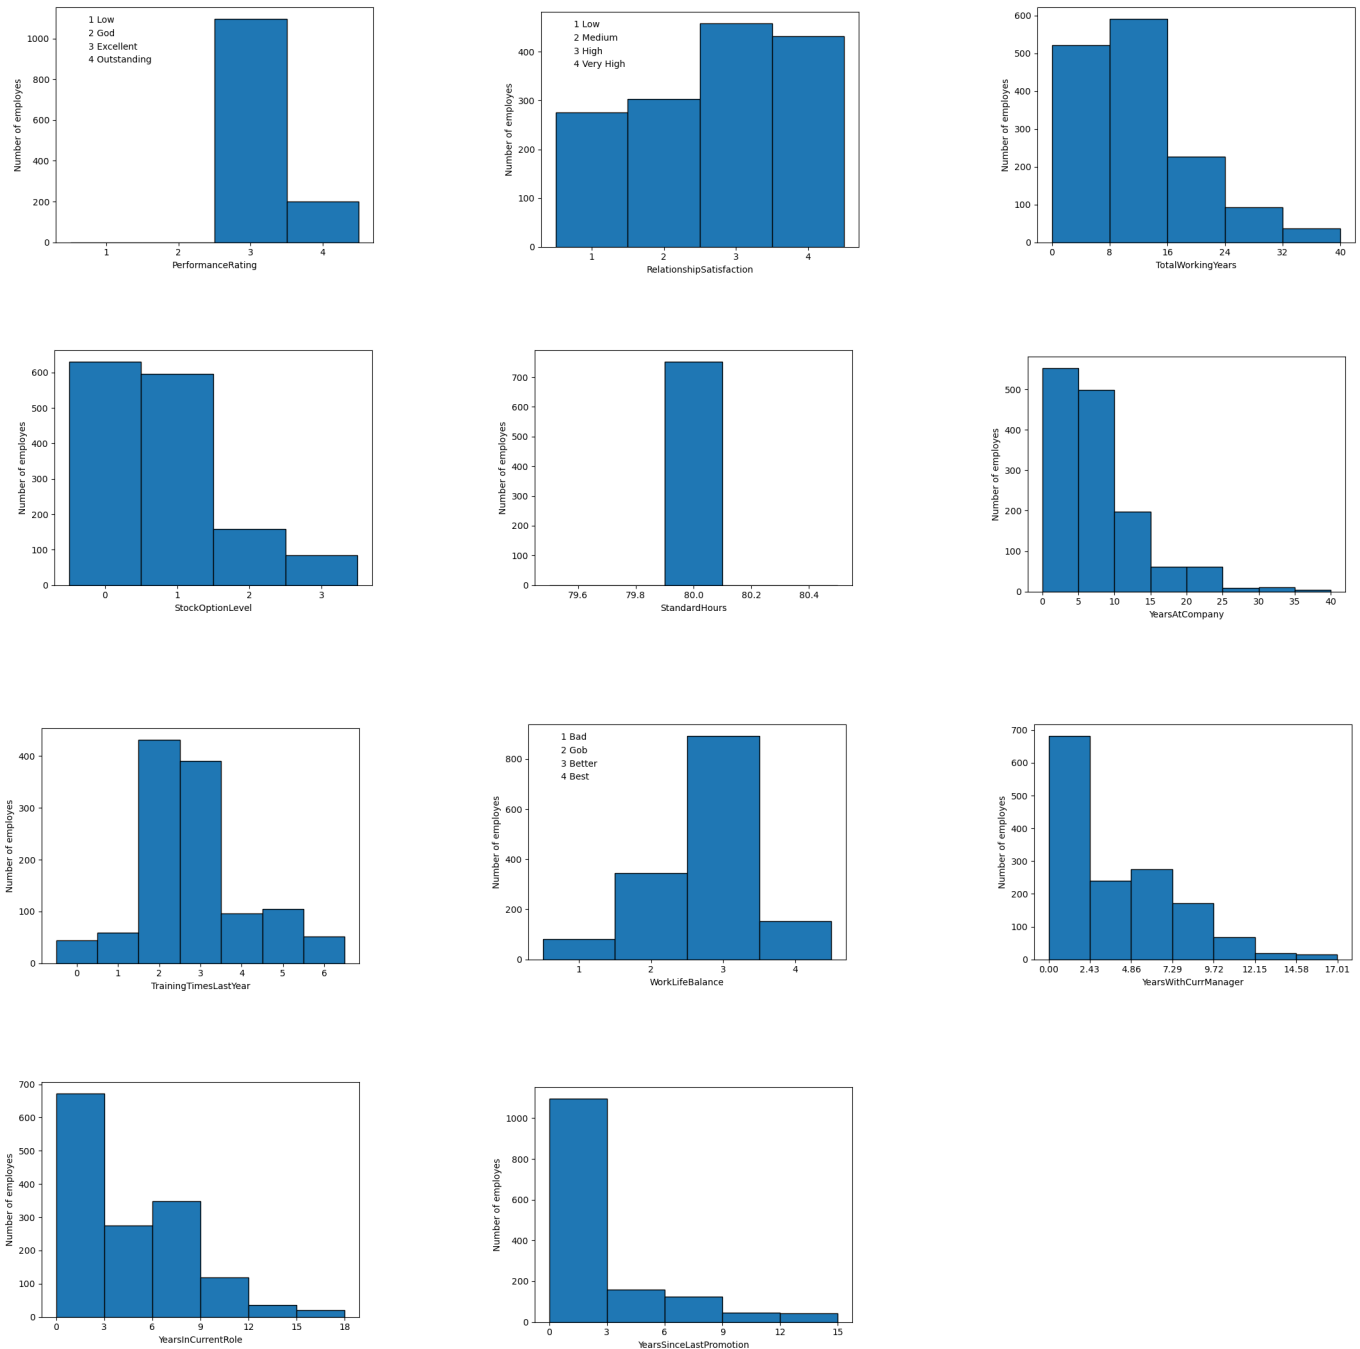 1 Low
2 God
3 Excellent
4 Outstanding
Number of employes
1000
800
600
400
200
0
1 2 3 4
PerformanceRating
1 Low
2 Medium
3 High
4 Very High
Number of employes
400
300
200
100
0
1 2 3 4
RelationshipSatisfaction
Number of employes
600
500
400
300
200
100
0
0 8 16 24 32 40
TotalWorkingYears
Number of employes
600
500
400
300
200
100
0
0 1 2 3
StockOptionLevel
Number of employes
700
600
500
400
300
200
100
0
79.6 79.8 80.0 80.2 80.4
StandardHours
Number of employes
500
400
300
200
100
0
0 5 10 15 20 25 30 35 40
YearsAtCompany
Number of employes
400
300
200
100
0
0 1 2 3 4 5 6
TrainingTimesLastYear
1 Bad
2 Gob
3 Better
4 Best
Number of employes
800
600
400
200
0
1 2 3 4
WorkLifeBalance
Number of employes
700
600
500
400
300
200
100
0
0.00 2.43 4.86 7.29 9.72 12.15 14.58 17.01
YearsWithCurrManager
Number of employes
700
600
500
400
300
200
100
0
0 3 6 9 12 15 18
YearsInCurrentRole
Number of employes
1000
800
600
400
200
0
0 3 6 9 12 15
YearsSinceLastPromotion